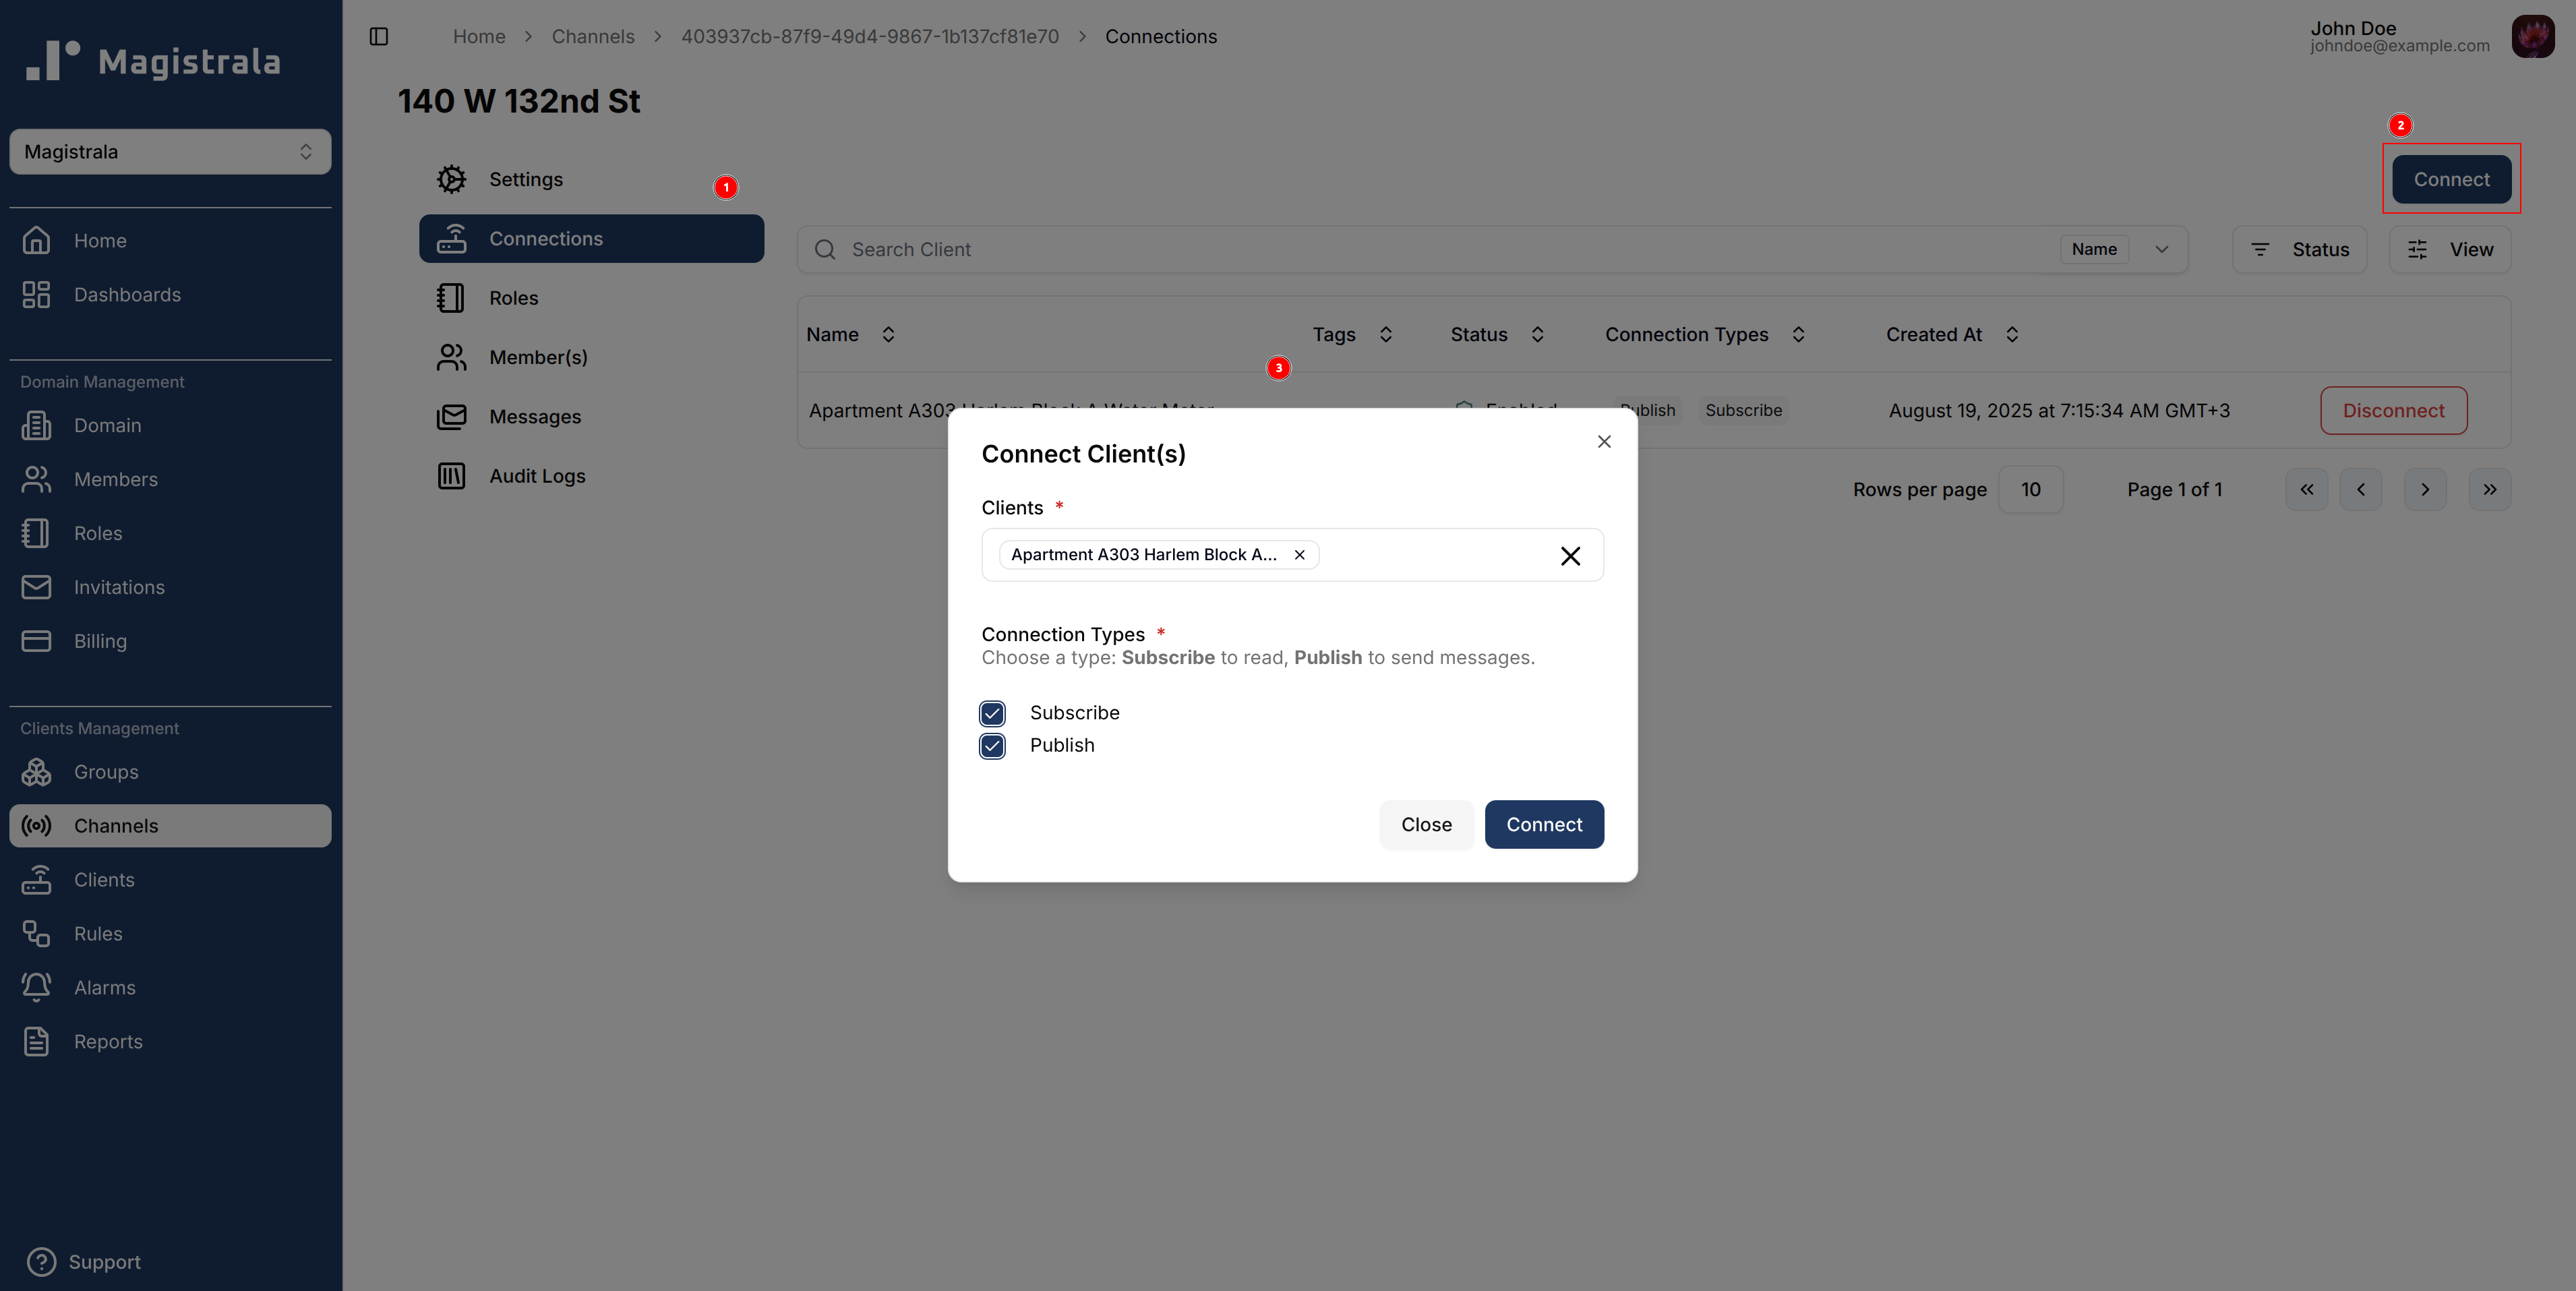 Magistrala
Magistrala
Home
Dashboards
Domain Management
Domain
Members
Roles
Invitations
Billing
Clients Management
Groups
Channels
Clients
Rules
Alarms
Reports
Support
Home > Channels > 403937cb-87f9-49d4-9867-1b137cf81e70 > Connections
John Doe
johndoe@example.com
140 W 132nd St
Settings
1
Connections
Roles
Member(s)
Messages
Audit Logs
2
Connect
Search Client
Name
Status
View
Name Tags Status Connection Types Created At
3
Apartment A303 Harlem Block A Water Meter Enabled Publish Subscribe August 19, 2025 at 7:15:34 AM GMT+3 Disconnect
Rows per page 10 Page 1 of 1
Connect Client(s)
Clients *
Apartment A303 Harlem Block A...
Connection Types *
Choose a type: Subscribe to read, Publish to send messages.
Subscribe
Publish
Close Connect